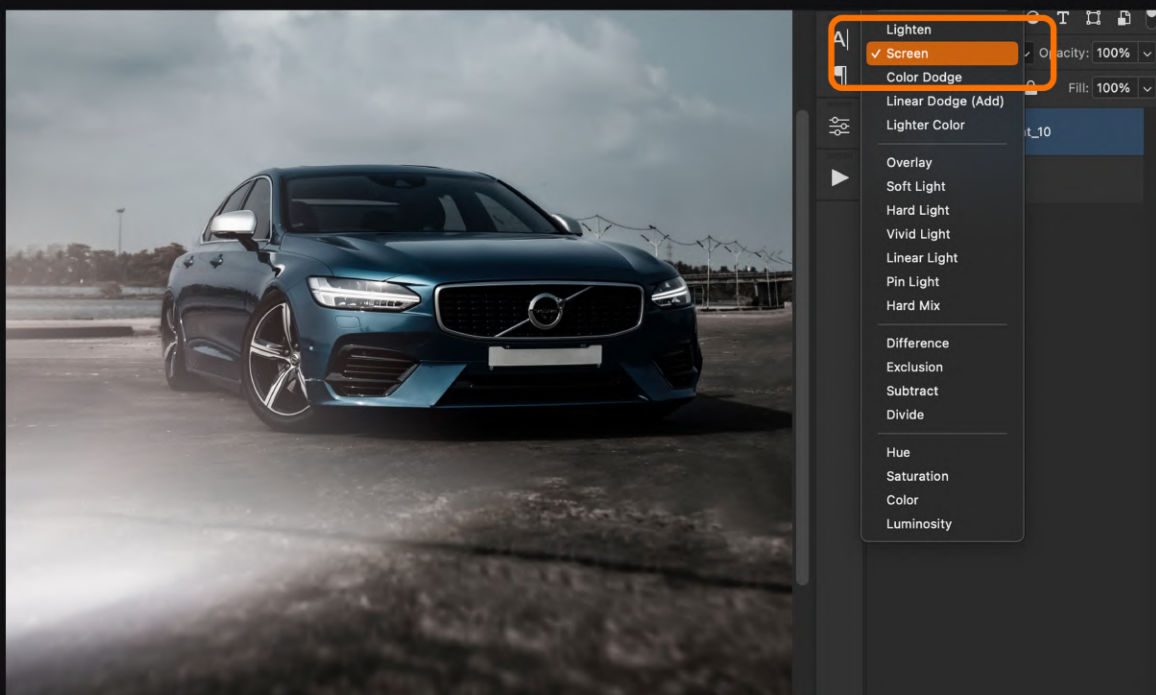 Lighten
✓ Screen
Opacity: 100%
Color Dodge
Fill: 100%
Linear Dodge (Add)
Lighter Color
t_10
Overlay
Soft Light
Hard Light
Vivid Light
Linear Light
Pin Light
Hard Mix
Difference
Exclusion
Subtract
Divide
Hue
Saturation
Color
Luminosity